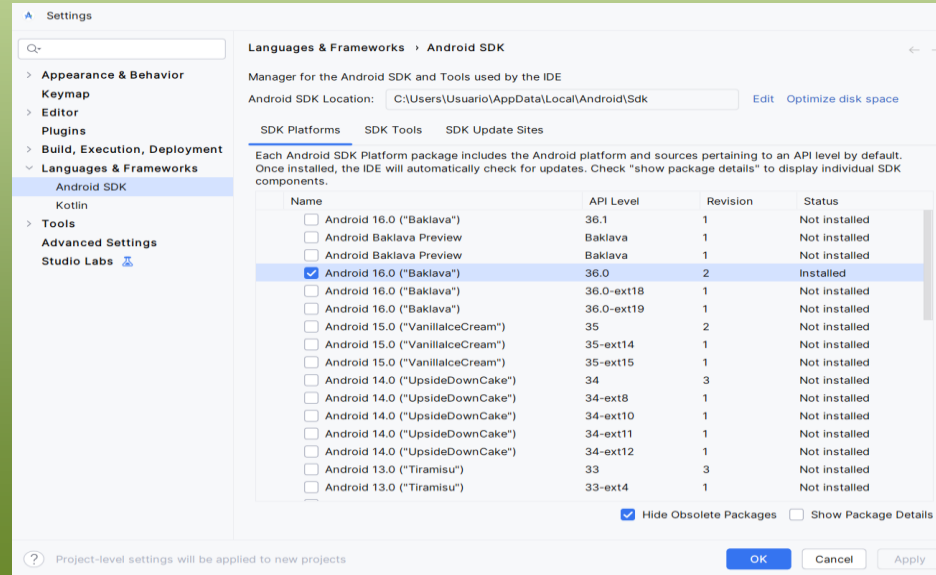 Settings
Appearance & Behavior
Keymap
Editor
Plugins
Build, Execution, Deployment
Languages & Frameworks
Android SDK
Kotlin
Tools
Advanced Settings
Studio Labs
Languages & Frameworks › Android SDK
Manager for the Android SDK and Tools used by the IDE
Android SDK Location: C:\Users\Usuario\AppData\Local\Android\Sdk Edit Optimize disk space
SDK Platforms SDK Tools SDK Update Sites
Each Android SDK Platform package includes the Android platform and sources pertaining to an API level by default.
Once installed, the IDE will automatically check for updates. Check "show package details" to display individual SDK
components.
Name API Level Revision Status
Android 16.0 ("Baklava") 36.1 1 Not installed
Android Baklava Preview Baklava 1 Not installed
Android Baklava Preview Baklava 1 Not installed
Android 16.0 ("Baklava") 36.0 2 Installed
Android 16.0 ("Baklava") 36.0-ext18 1 Not installed
Android 16.0 ("Baklava") 36.0-ext19 1 Not installed
Android 15.0 ("VanillaIceCream") 35 2 Not installed
Android 15.0 ("VanillaIceCream") 35-ext14 1 Not installed
Android 15.0 ("VanillaIceCream") 35-ext15 1 Not installed
Android 14.0 ("UpsideDownCake") 34 3 Not installed
Android 14.0 ("UpsideDownCake") 34-ext8 1 Not installed
Android 14.0 ("UpsideDownCake") 34-ext10 1 Not installed
Android 14.0 ("UpsideDownCake") 34-ext11 1 Not installed
Android 14.0 ("UpsideDownCake") 34-ext12 1 Not installed
Android 13.0 ("Tiramisu") 33 3 Not installed
Android 13.0 ("Tiramisu") 33-ext4 1 Not installed
Hide Obsolete Packages Show Package Details
? Project-level settings will be applied to new projects
OK Cancel Apply